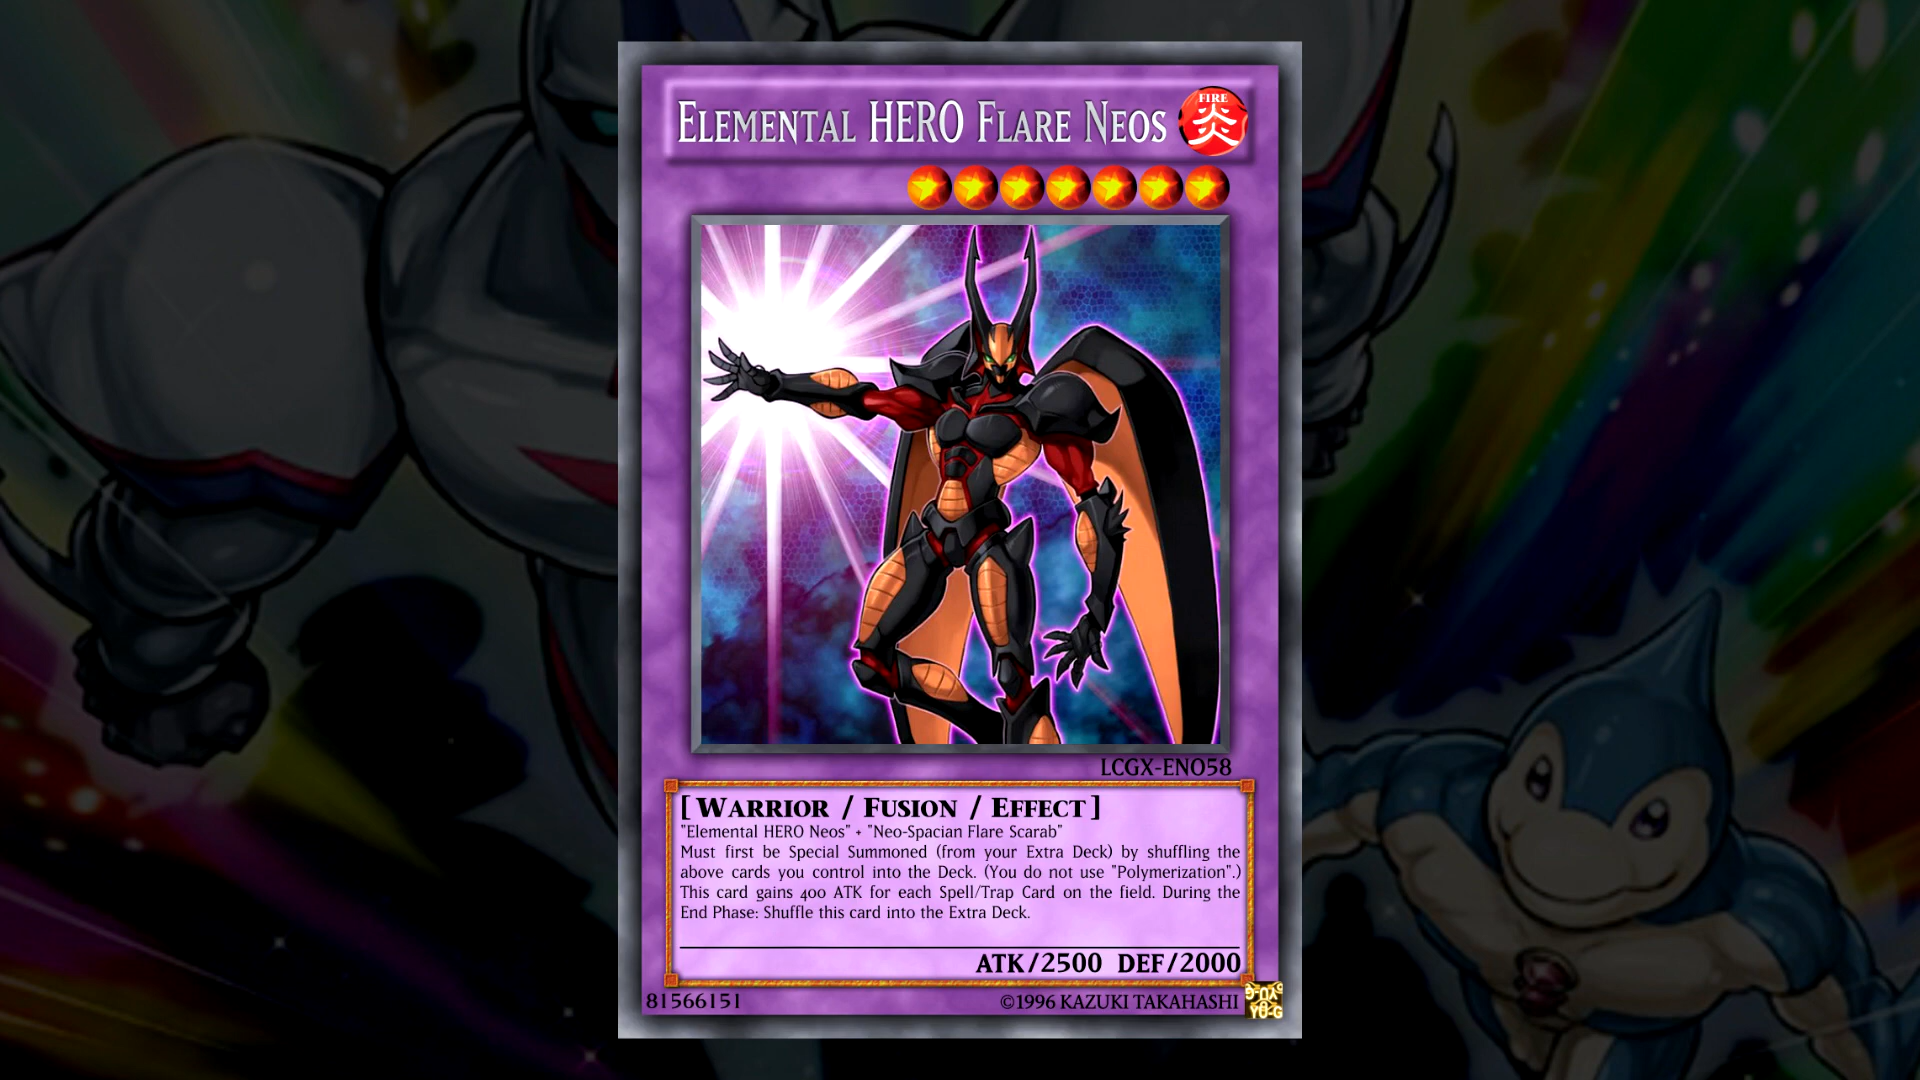 Elemental HERO Flare Neos
FIRE
炎
LCGX-EN058
[ Warrior / Fusion / Effect ]
"Elemental HERO Neos" + "Neo-Spacian Flare Scarab"
Must first be Special Summoned (from your Extra Deck) by shuffling the
above cards you control into the Deck. (You do not use "Polymerization".)
This card gains 400 ATK for each Spell/Trap Card on the field. During the
End Phase: Shuffle this card into the Extra Deck.
ATK/2500 DEF/2000
81566151
©1996 KAZUKI TAKAHASHI